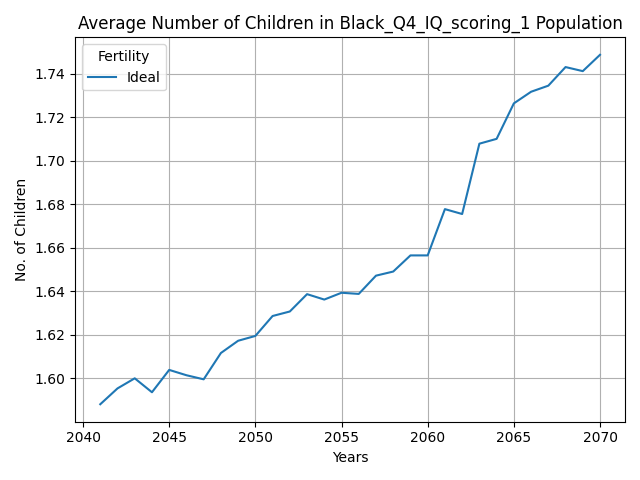 Average Number of Children in Black_Q4_IQ_scoring_1 Population
Fertility
Ideal
No. of Children
1.74
1.72
1.70
1.68
1.66
1.64
1.62
1.60
2040 2045 2050 2055 2060 2065 2070
Years